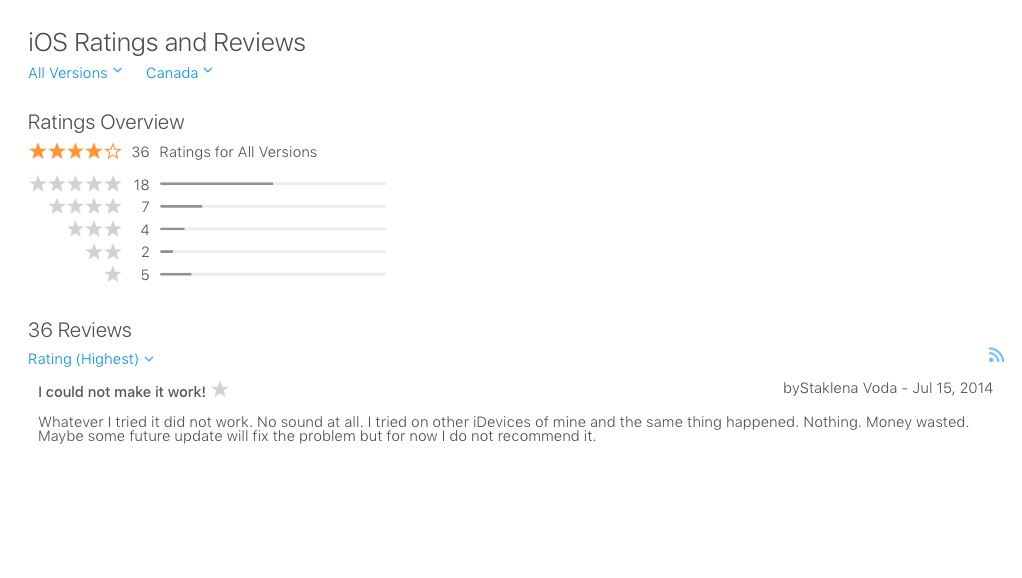 iOS Ratings and Reviews
All Versions Canada
Ratings Overview
36 Ratings for All Versions
18
7
4
2
5
36 Reviews
Rating (Highest)
I could not make it work! byStaklena Voda - Jul 15, 2014
Whatever I tried it did not work. No sound at all. I tried on other iDevices of mine and the same thing happened. Nothing. Money wasted.
Maybe some future update will fix the problem but for now I do not recommend it.